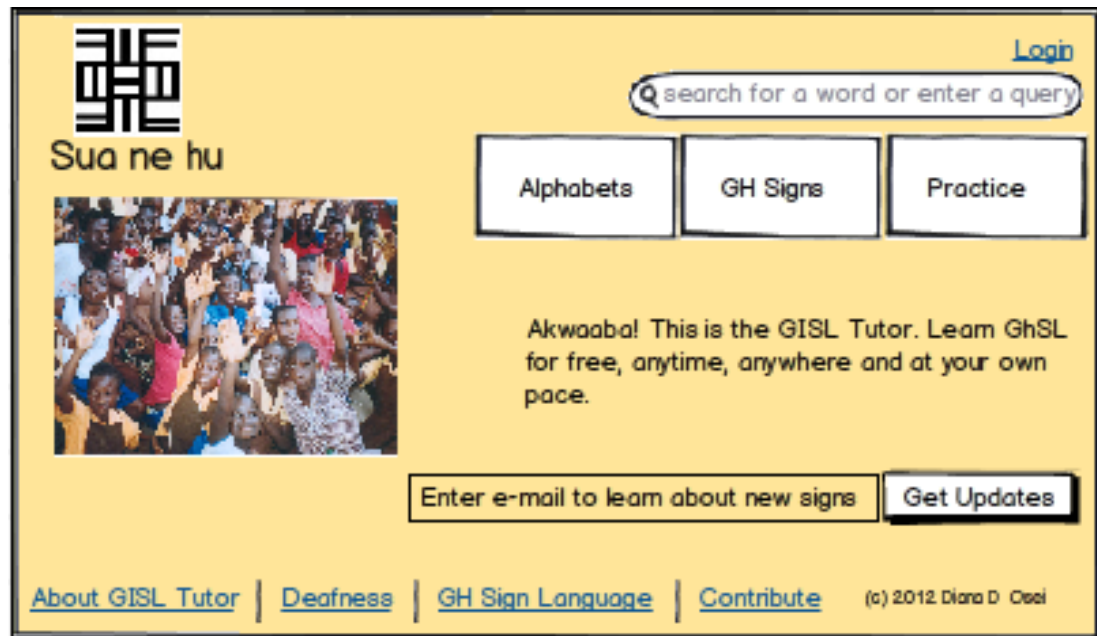 Login
search for a word or enter a query
Sua ne hu
Alphabets
GH Signs
Practice
Akwaaba! This is the GISL Tutor. Learn GhSL
for free, anytime, anywhere and at your own
pace.
Enter e-mail to learn about new signs
Get Updates
About GISL Tutor | Deafness | GH Sign Language | Contribute (c) 2012 Diana D Osei